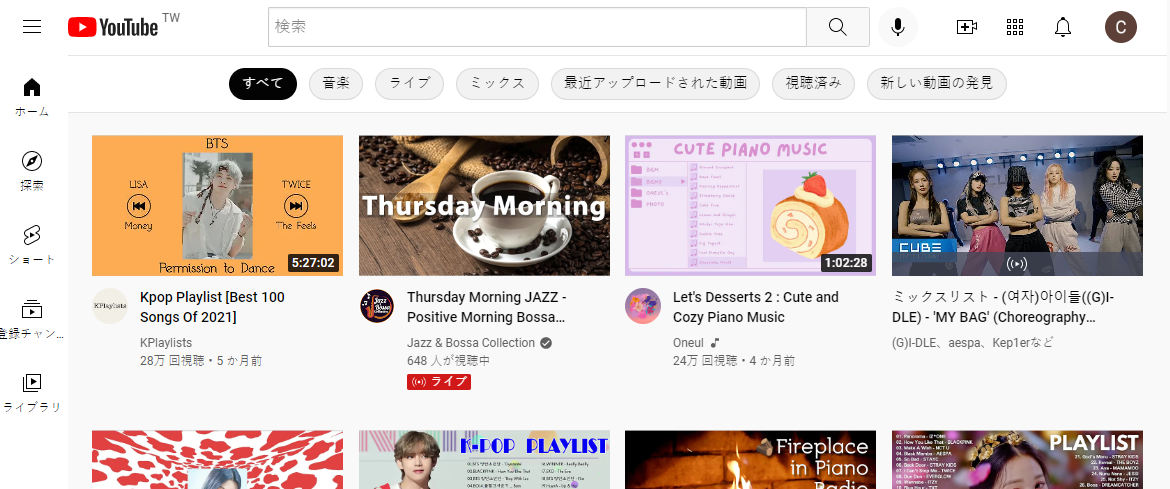 YouTube TW
検索
C
すべて
音楽
ライブ
ミックス
最近アップロードされた動画
視聴済み
新しい動画の発見
ホーム
探索
ショート
登録チャン...
ライブラリ
BTS
LISA
Money
TWICE
The Feels
Permission to Dance
5:27:02
Thursday Morning
CUTE PIANO MUSIC
BGM
ONEUL'S
PHOTO
1:02:28
CUBE
KPlaylists
Kpop Playlist [Best 100
Songs Of 2021]
KPlaylists
28万 回視聴・5 か月前
Thursday Morning JAZZ -
Positive Morning Bossa...
Jazz & Bossa Collection
648 人が視聴中
ライブ
Let's Desserts 2 : Cute and
Cozy Piano Music
Oneul
24万 回視聴・4 か月前
ミックスリスト - (여자)아이들((G)I-
DLE) - 'MY BAG' (Choreography...
(G)I-DLE、aespa、Kep1erなど
K-POP PLAYLIST
Fireplace
in Piano
Radio
PLAYLIST